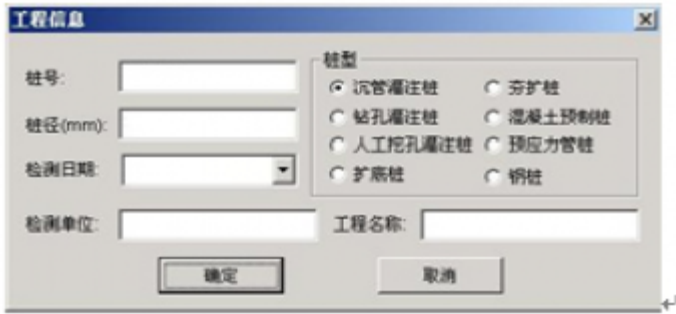 工程信息
桩型
桩号:
沉管灌注桩
夯扩桩
桩径(mm):
钻孔灌注桩
混凝土预制桩
人工挖孔灌注桩
预应力管桩
检测日期:
扩底桩
钢桩
检测单位:
工程名称:
确定
取消